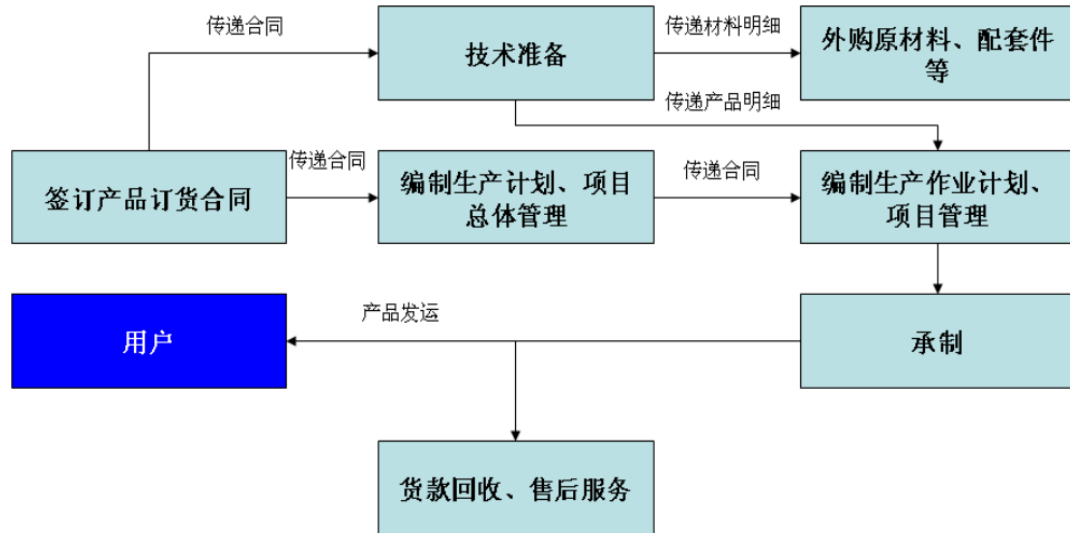 传递合同
技术准备
传递材料明细
外购原材料、配套件
等
传递产品明细
签订产品订货合同
传递合同
编制生产计划、项目
总体管理
传递合同
编制生产作业计划、
项目管理
用户
产品发运
承制
货款回收、售后服务